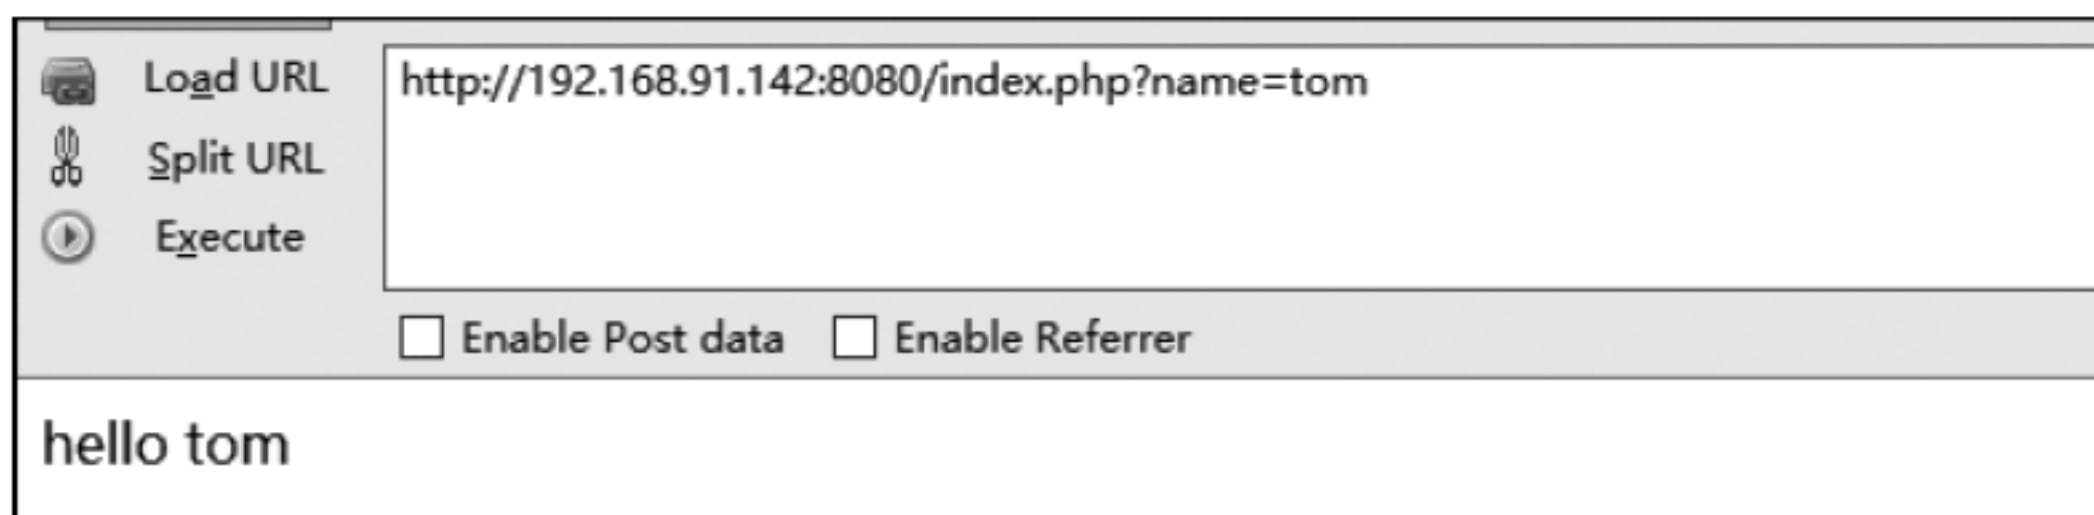 Load URL
http://192.168.91.142:8080/index.php?name=tom
Split URL
Execute
Enable Post data
Enable Referrer
hello tom